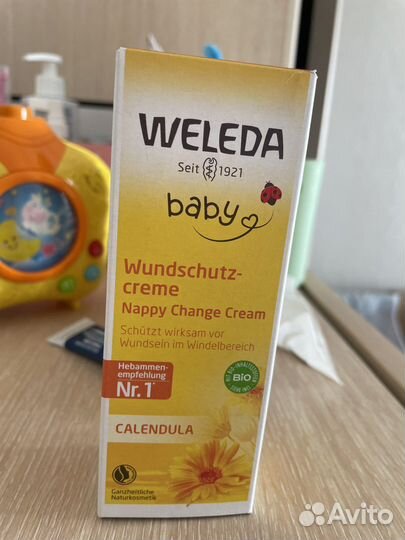 WELEDA
Seit 1921
baby
Wundschutz-
creme
Nappy Change Cream
Schützt wirksam vor
Wundsein im Windelbereich
Hebammen-
empfehlung
Nr. 1*
BIO
CALENDULA
Ganzheitliche
Naturkosmetik
Avito